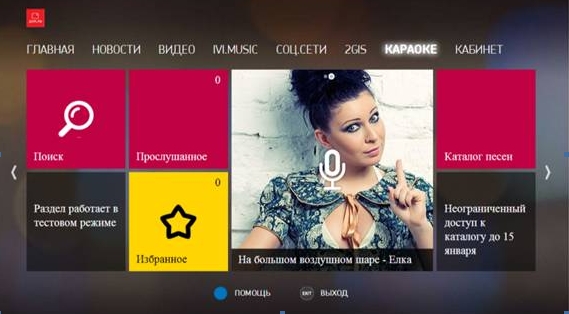 ГЛАВНАЯ НОВОСТИ ВИДЕО IVI.MUSIC СОЦ.СЕТИ 2GIS КАРАОКЕ КАБИНЕТ
0
Поиск
Прослушанное
Каталог песен
0
Раздел работает в
тестовом режиме
Избранное
На большом воздушном шаре - Елка
Неограниченный
доступ к
каталогу до 15
января
ПОМОЩЬ
EXIT ВЫХОД